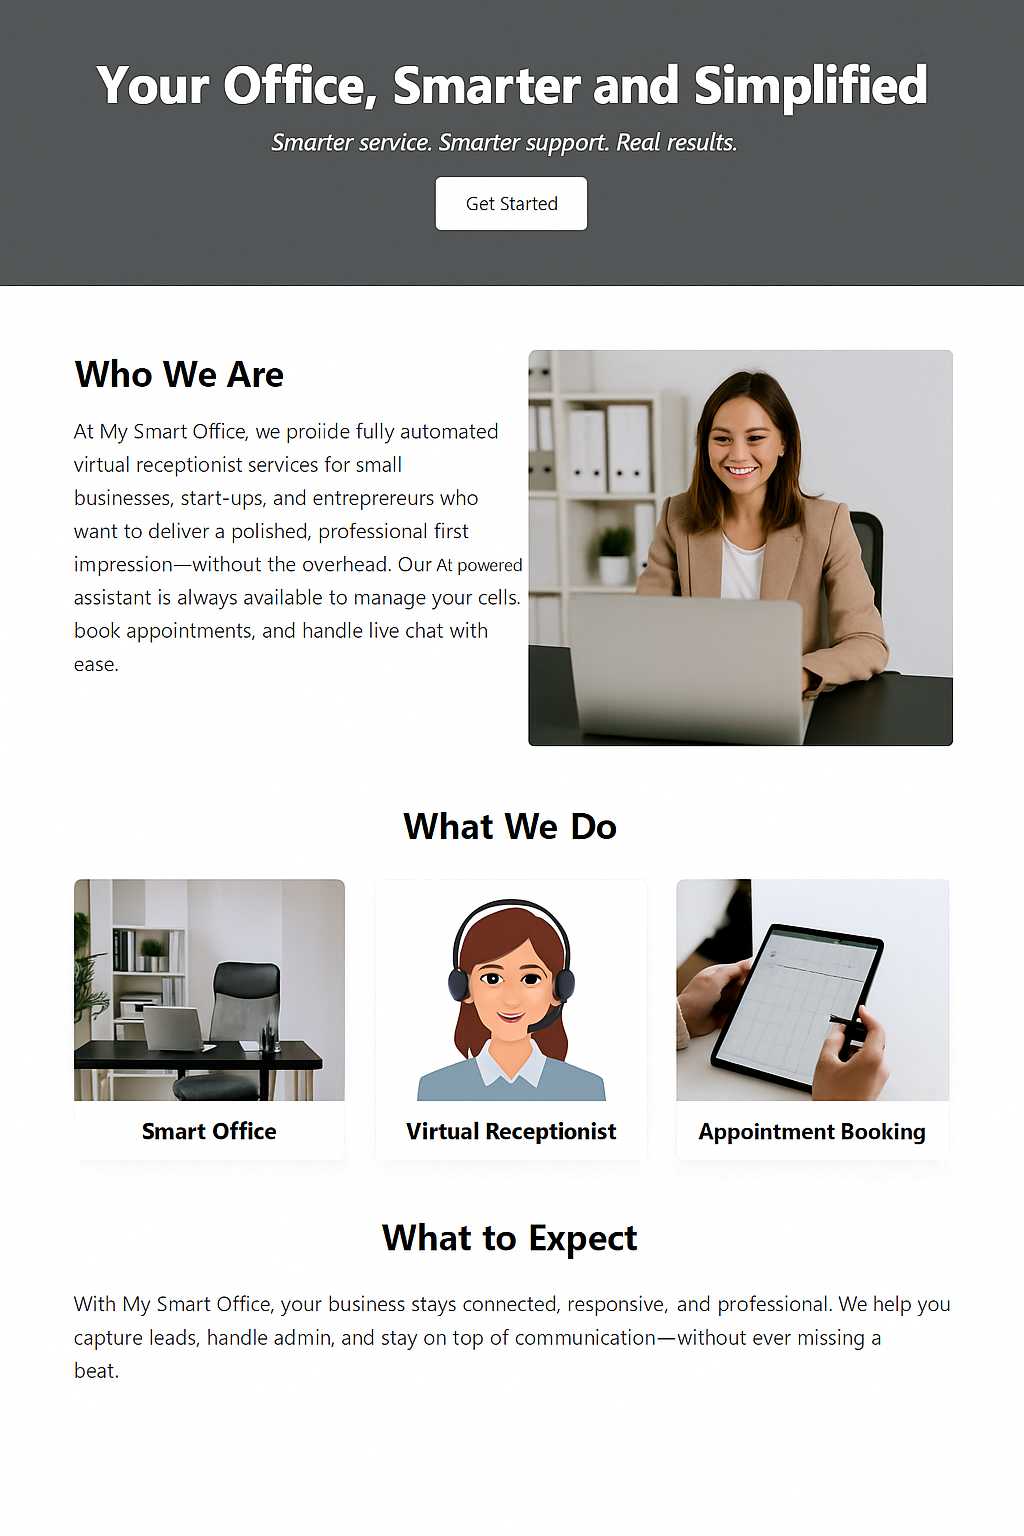 Your Office, Smarter and Simplified
Smarter service. Smarter support. Real results.
Get Started
Who We Are
At My Smart Office, we proiide fully automated
virtual receptionist services for small
businesses, start-ups, and entreprereurs who
want to deliver a polished, professional first
impression—without the overhead. Our At powered
assistant is always available to manage your cells.
book appointments, and handle live chat with
ease.
What We Do
Smart Office
Virtual Receptionist
Appointment Booking
What to Expect
With My Smart Office, your business stays connected, responsive, and professional. We help you
capture leads, handle admin, and stay on top of communication—without ever missing a
beat.